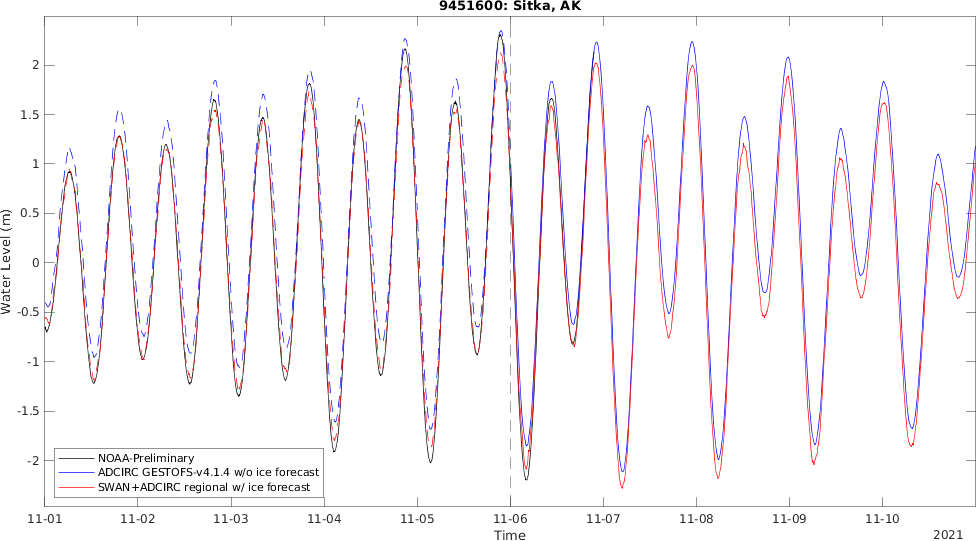 9451600: Sitka, AK
Water Level (m)
2
1.5
1
0.5
0
-0.5
-1
-1.5
-2
NOAA-Preliminary
ADCIRC GESTOFS-v4.1.4 w/o ice forecast
SWAN+ADCIRC regional w/ ice forecast
11-01 11-02 11-03 11-04 11-05 11-06 11-07 11-08 11-09 11-10
Time
2021